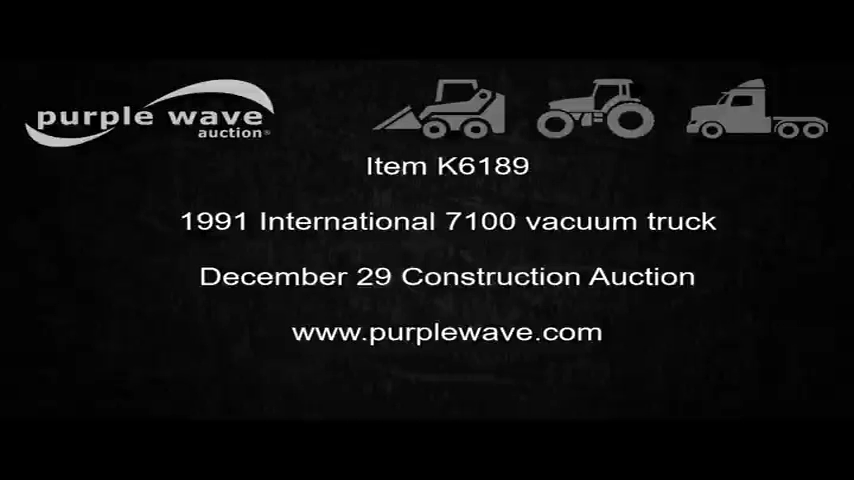 purple wave
auction®
Item K6189
1991 International 7100 vacuum truck
December 29 Construction Auction
www.purplewave.com